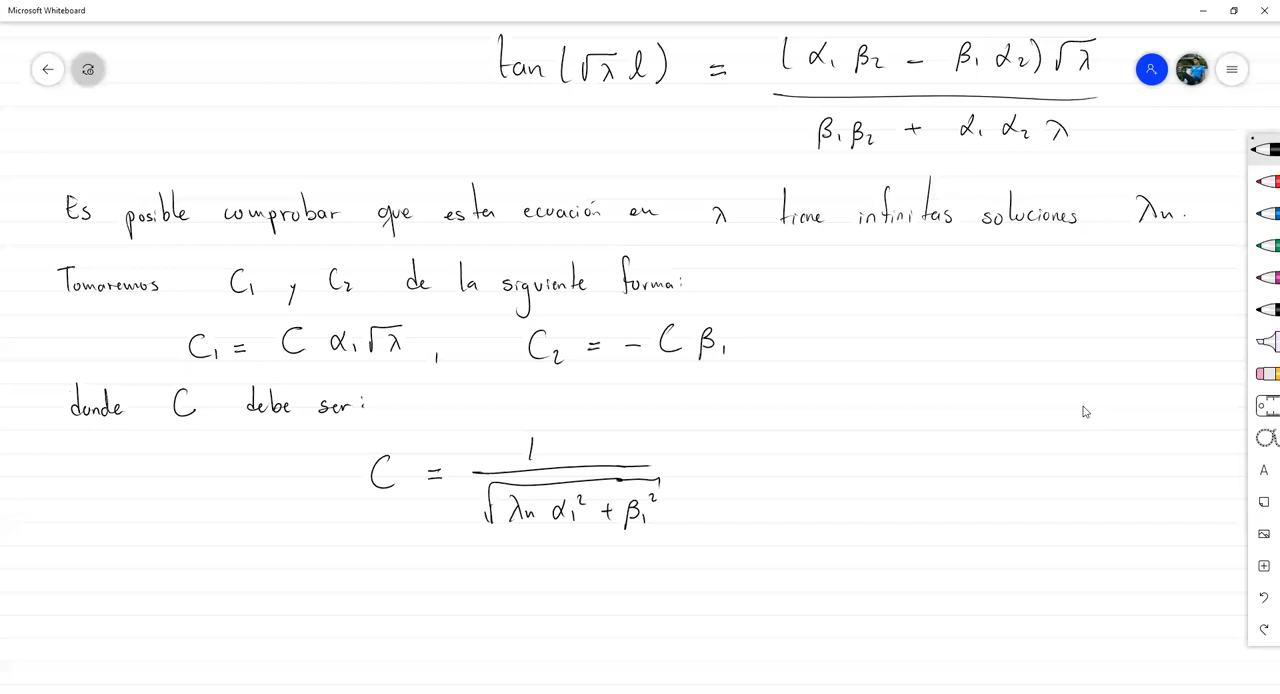 Microsoft Whiteboard
tan(√λ l) = (α₁ β₂ − β₁ α₂)√λ / β₁β₂ + α₁ α₂ λ
Es posible comprobar que esta ecuación en λ tiene infinitas soluciones λn.
Tomaremos C₁ y C₂ de la siguiente forma:
C₁ = C α₁√λ , C₂ = − C β₁
donde C debe ser:
C = 1 / √(λn α₁² + β₁²)
A